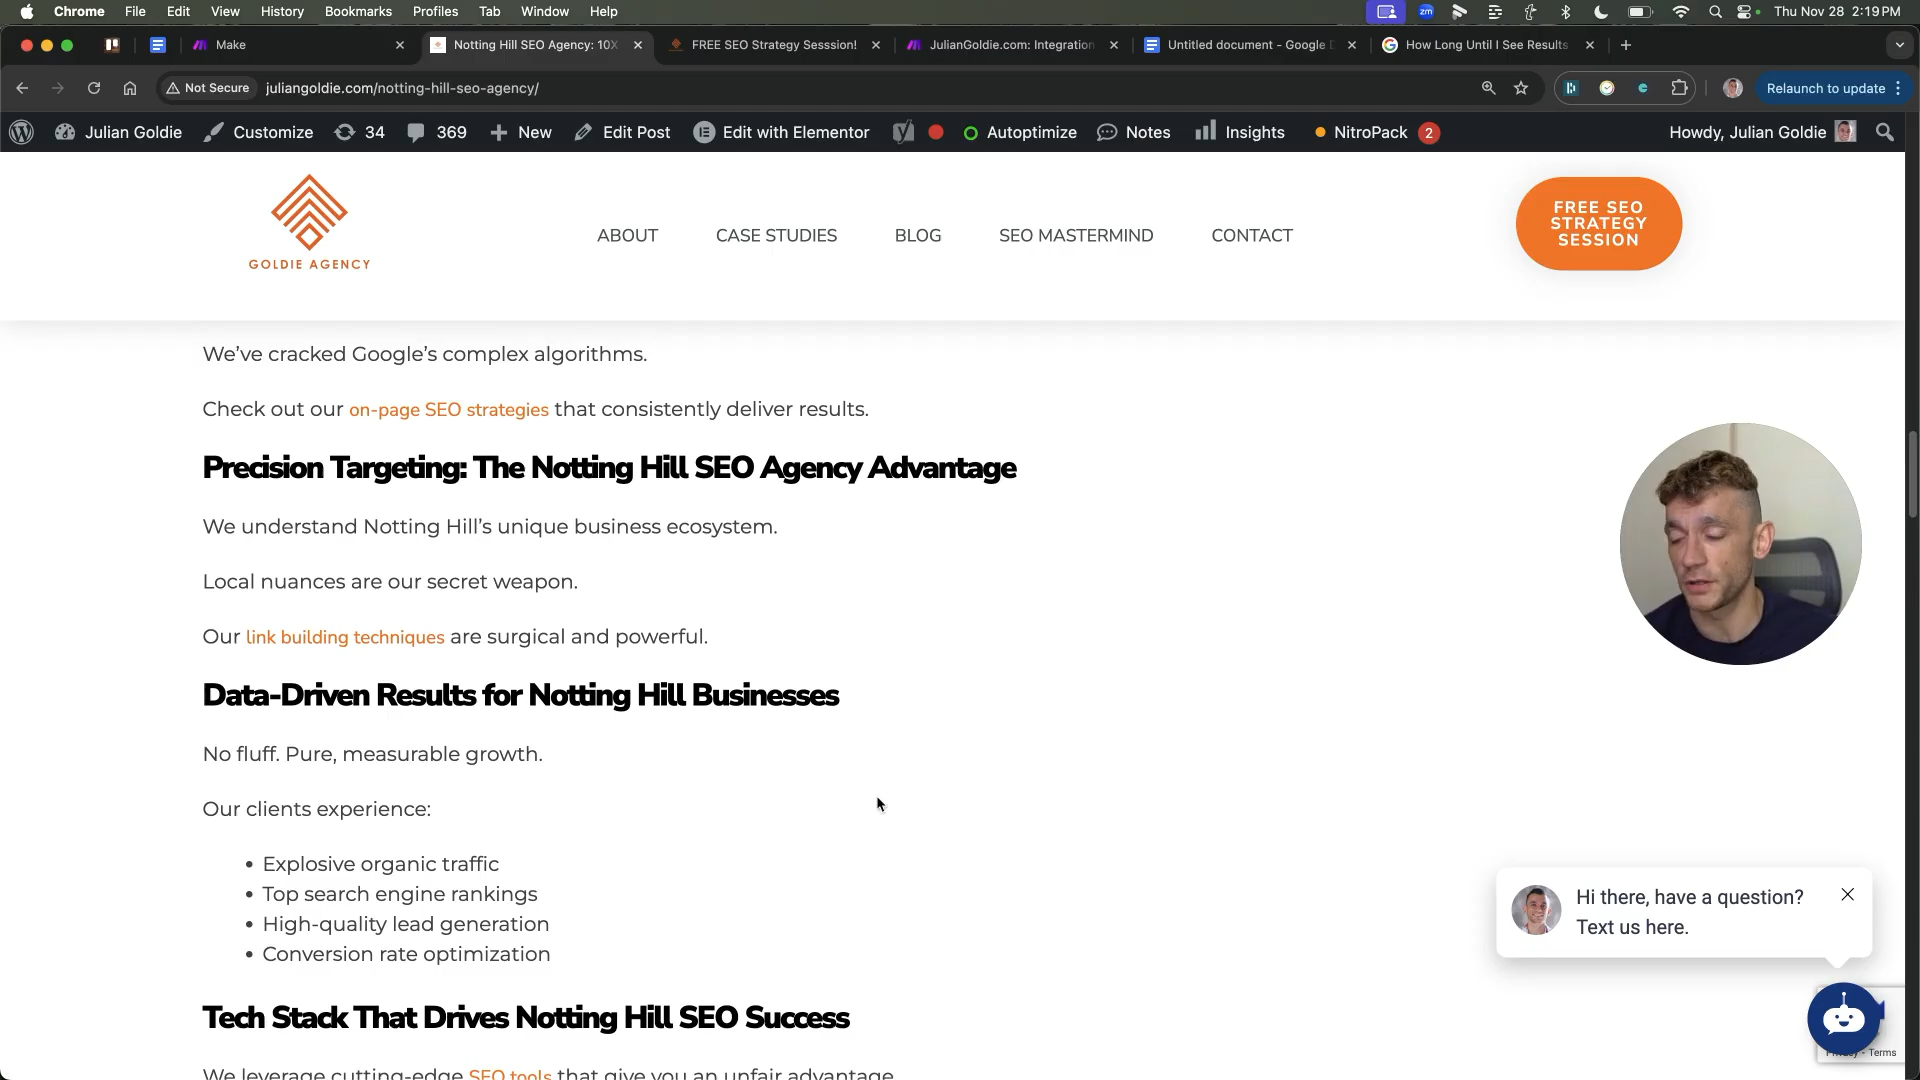 Chrome File Edit View History Bookmarks Profiles Tab Window Help zm Thu Nov 28 2:19 PM
Make Notting Hill SEO Agency: 10X FREE SEO Strategy Sesssion! JulianGoldie.com: Integration Untitled document - Google D How Long Until I See Results
Not Secure juliangoldie.com/notting-hill-seo-agency/ Relaunch to update
Julian Goldie Customize 34 369 New Edit Post Edit with Elementor Autoptimize Notes Insights NitroPack 2 Howdy, Julian Goldie
GOLDIE AGENCY
ABOUT CASE STUDIES BLOG SEO MASTERMIND CONTACT
FREE SEO
STRATEGY
SESSION
We’ve cracked Google’s complex algorithms.
Check out our on-page SEO strategies that consistently deliver results.
Precision Targeting: The Notting Hill SEO Agency Advantage
We understand Notting Hill’s unique business ecosystem.
Local nuances are our secret weapon.
Our link building techniques are surgical and powerful.
Data-Driven Results for Notting Hill Businesses
No fluff. Pure, measurable growth.
Our clients experience:
• Explosive organic traffic
• Top search engine rankings
• High-quality lead generation
• Conversion rate optimization
Tech Stack That Drives Notting Hill SEO Success
We leverage cutting-edge SEO tools that give you an unfair advantage
Hi there, have a question?
Text us here.
- Terms